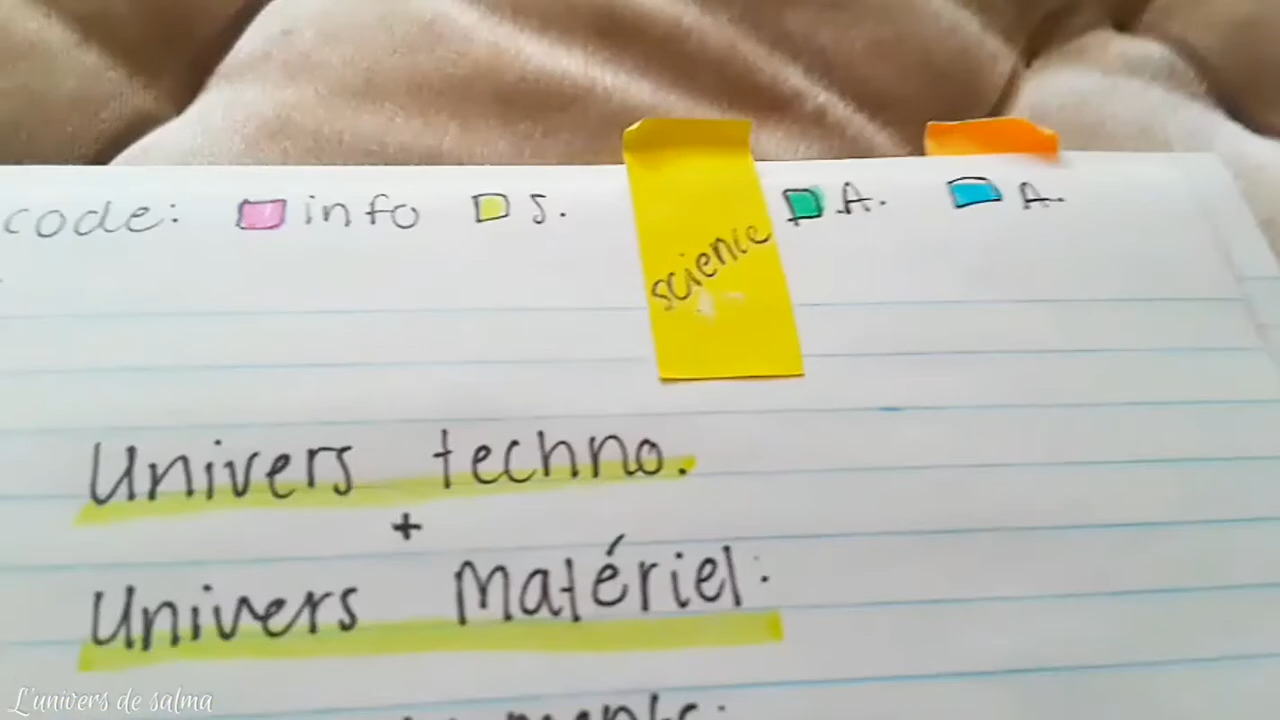 code: info S. A. A.
science
Univers techno.
+
Univers Matériel:
L'univers de salma